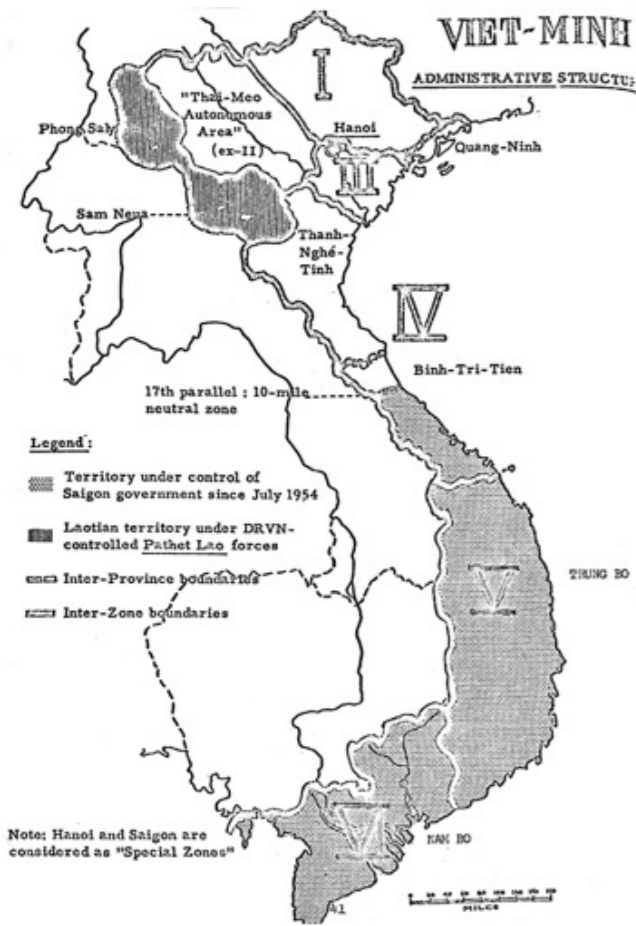 VIET-MINH
ADMINISTRATIVE STRUCTU
I
"Thai-Meo
Autonomous
Area"
(ex-II)
Hanoi
Phong Saly
Quang-Ninh
III
Sam Neua
Thanh-
Nghé-
Tinh
IV
Binh-Tri-Tien
17th parallel : 10-mile
neutral zone
Legend :
Territory under control of
Saigon government since July 1954
Laotian territory under DRVN-
controlled Pathet Lao forces
Inter-Province boundaries
Inter-Zone boundaries
V
TRUNG BO
VI
NAM BO
Note: Hanoi and Saigon are
considered as "Special Zones"
41
MILES